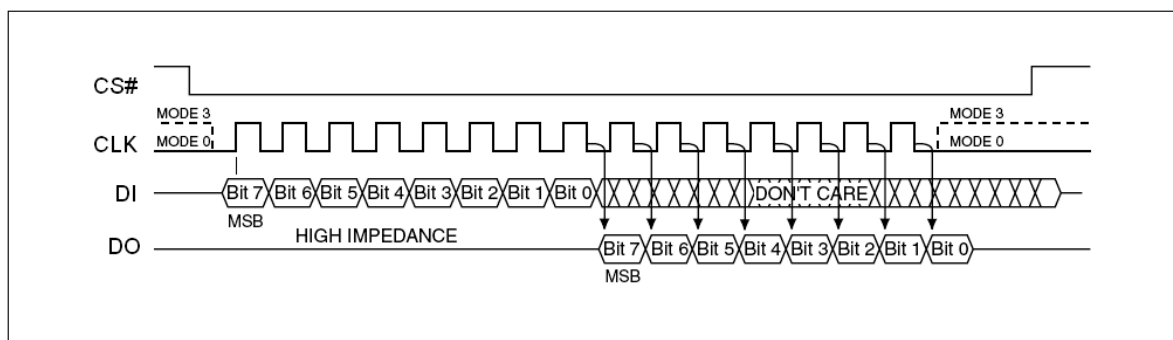 CS#
MODE 3 MODE 3
CLK MODE 0 MODE 0
DI Bit 7 Bit 6 Bit 5 Bit 4 Bit 3 Bit 2 Bit 1 Bit 0 DON'T CARE
MSB
HIGH IMPEDANCE
DO Bit 7 Bit 6 Bit 5 Bit 4 Bit 3 Bit 2 Bit 1 Bit 0
MSB